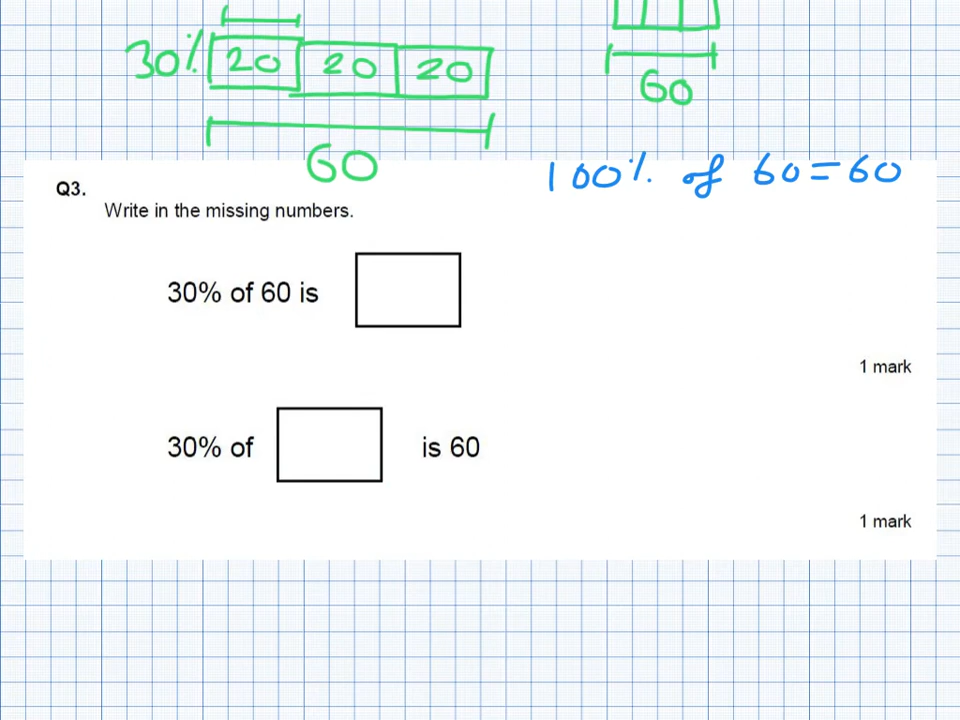 30% 20 20 20
60
60
100% of 60=60
Q3.
Write in the missing numbers.
30% of 60 is
1 mark
30% of is 60
1 mark